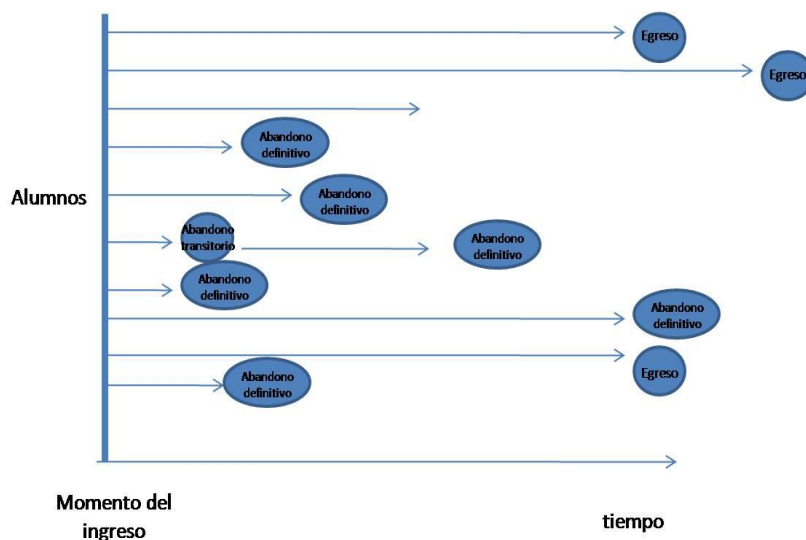 Egreso
Egreso
Abandono
definitivo
Alumnos
Abandono
definitivo
Abandono
transitorio
Abandono
definitivo
Abandono
definitivo
Abandono
definitivo
Egreso
Abandono
definitivo
Momento del
ingreso
tiempo